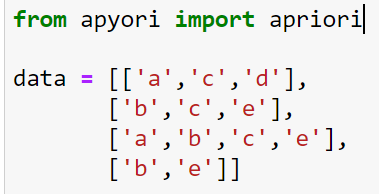 from apyori import apriori
data = [['a','c','d'],
['b','c','e'],
['a','b','c','e'],
['b','e']]